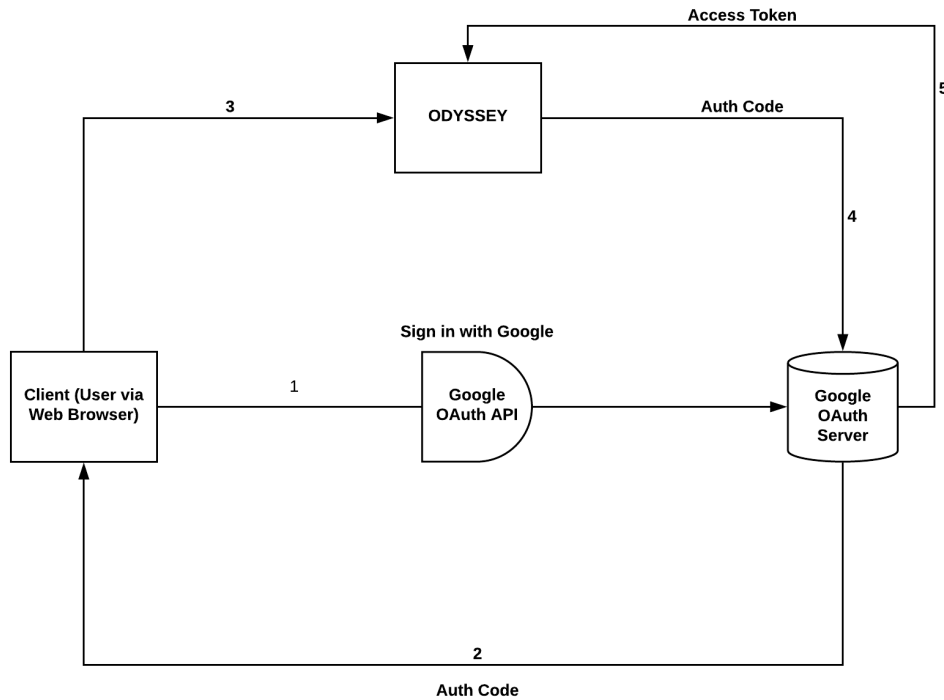 Access Token
5
3
ODYSSEY
Auth Code
4
Sign in with Google
Client (User via
Web Browser)
1
Google
OAuth API
Google
OAuth
Server
2
Auth Code